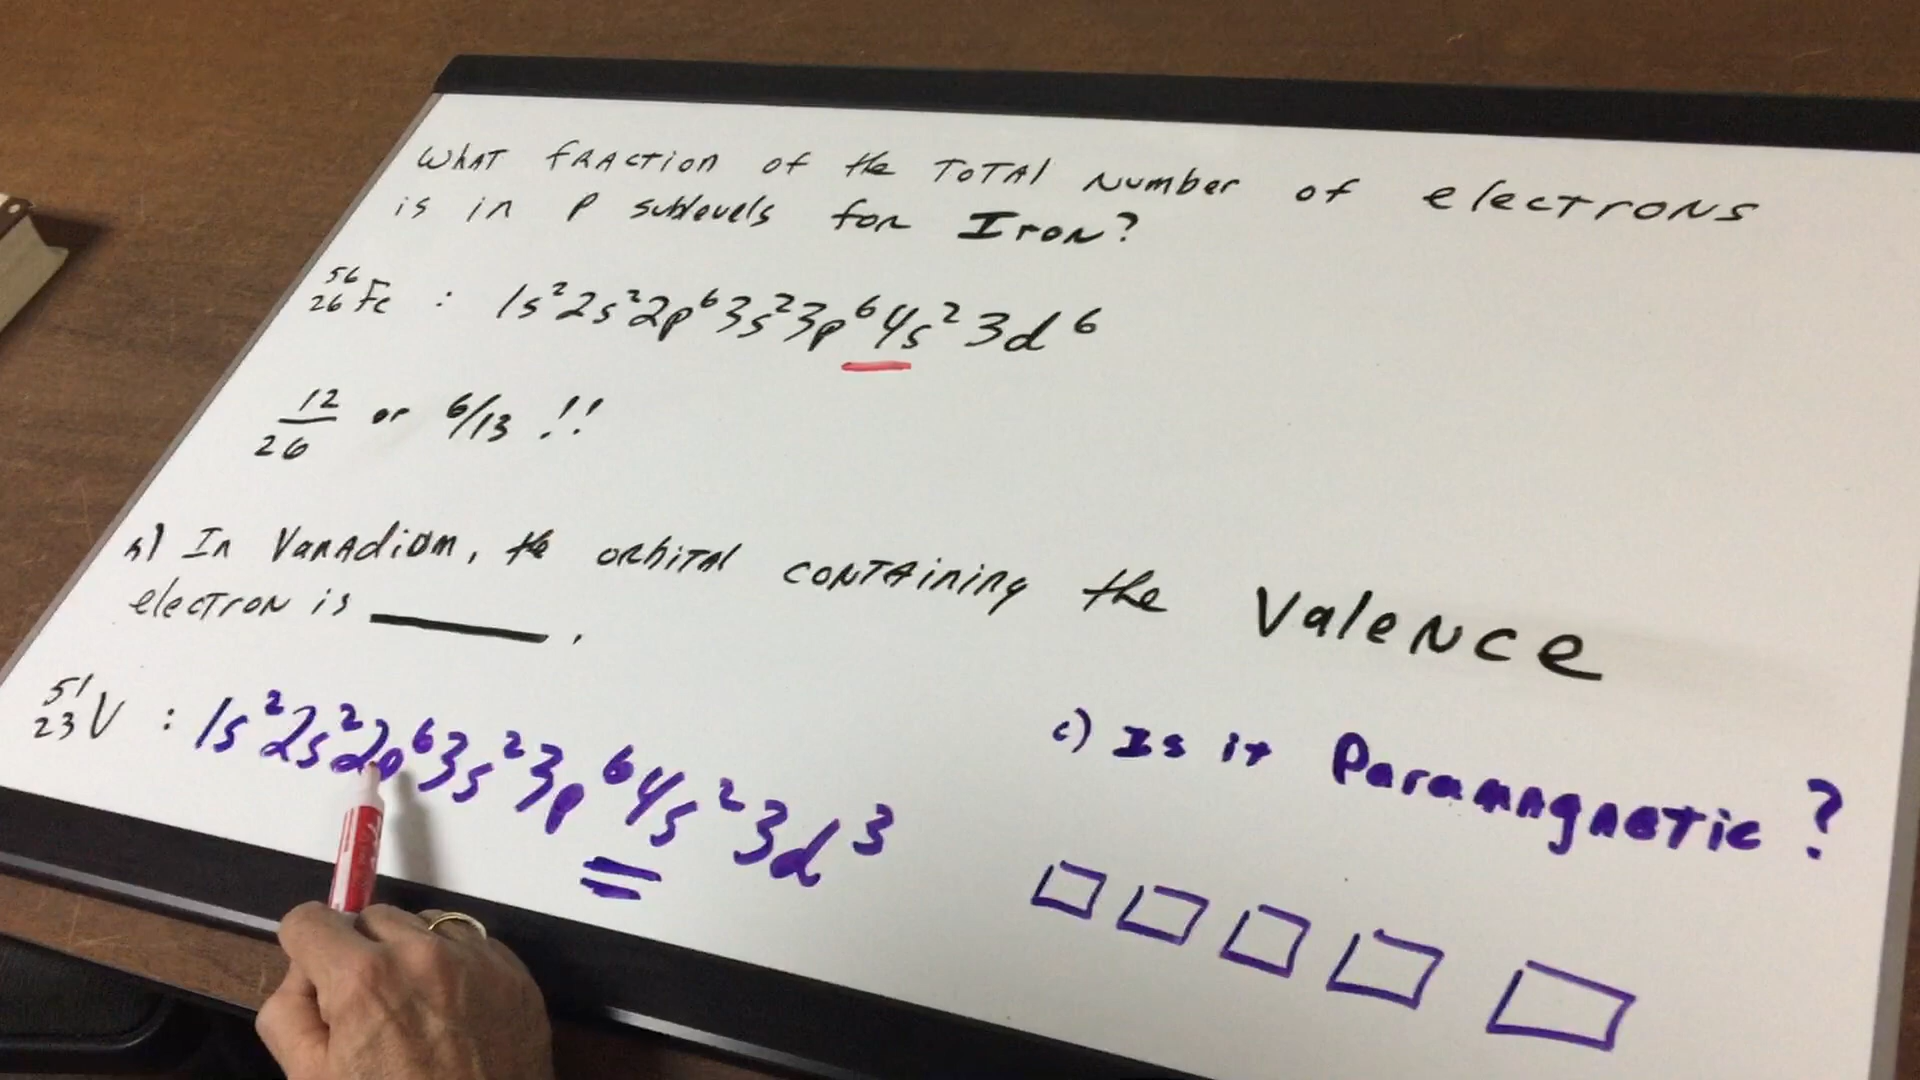 What fraction of the total number of electrons
is in p sublevels for Iron?
56 26 Fe : 1s²2s²2p⁶3s²3p⁶4s²3d⁶
12/26 or 6/13 !!
b) In Vanadium, the orbital containing the Valence
electron is ______.
51 23 V : 1s²2s²2p⁶3s²3p⁶4s²3d³
c) Is it Paramagnetic?